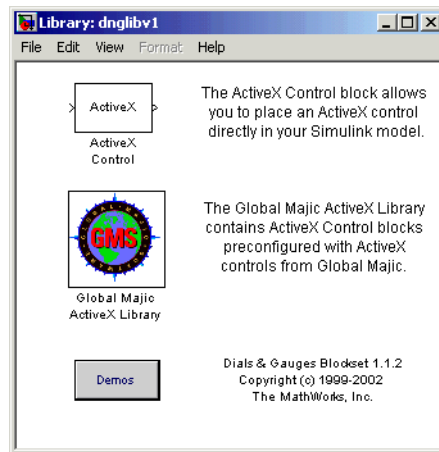 Library: dnglibv1
File Edit View Format Help
ActiveX
ActiveX
Control
The ActiveX Control block allows
you to place an ActiveX control
directly in your Simulink model.
GMS
Global Majic
ActiveX Library
The Global Majic ActiveX Library
contains ActiveX Control blocks
preconfigured with ActiveX
controls from Global Majic.
Demos
Dials & Gauges Blockset 1.1.2
Copyright (c) 1999-2002
The MathWorks, Inc.